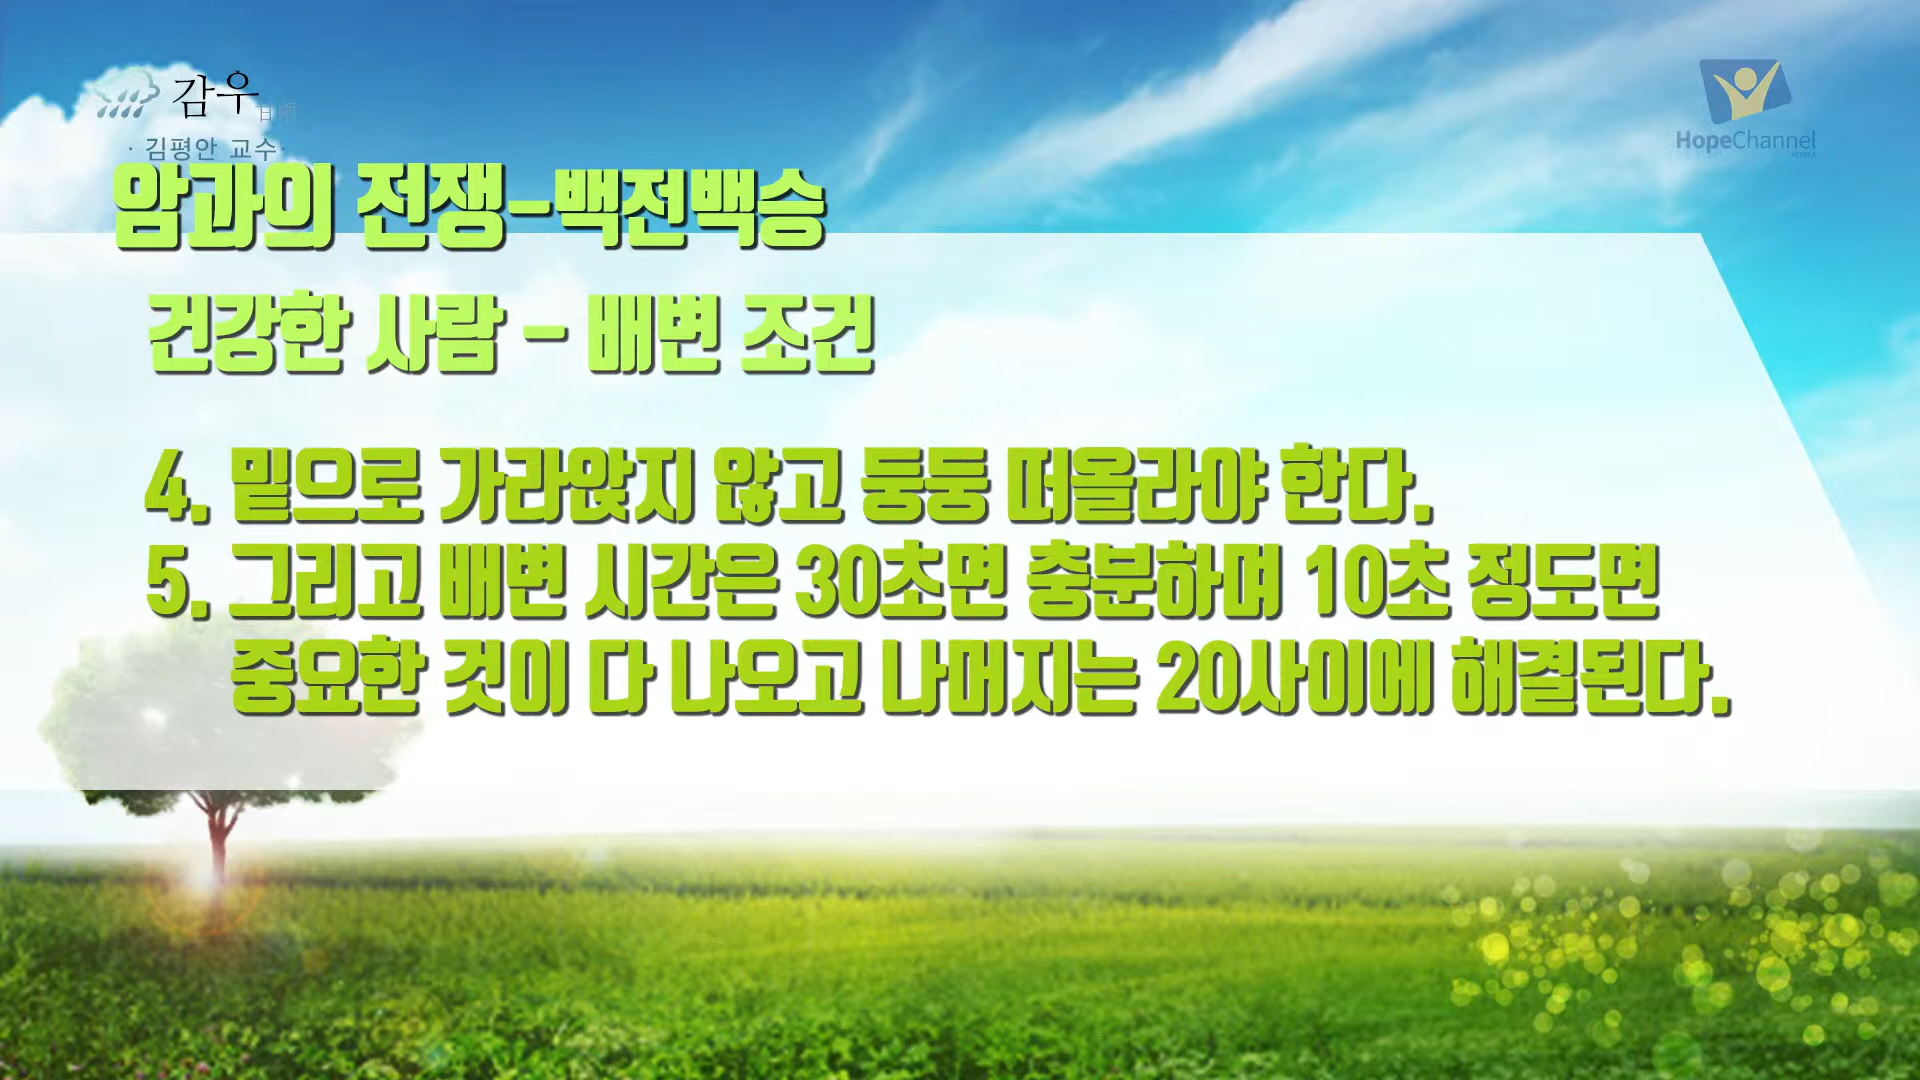 감우
· 김평안 교수·
HopeChannel
KOREA
암과의 전쟁-백전백승
건강한 사람 - 배변 조건
4. 밑으로 가라앉지 않고 둥둥 떠올라야 한다.
5. 그리고 배변 시간은 30초면 충분하며 10초 정도면
중요한 것이 다 나오고 나머지는 20사이에 해결된다.